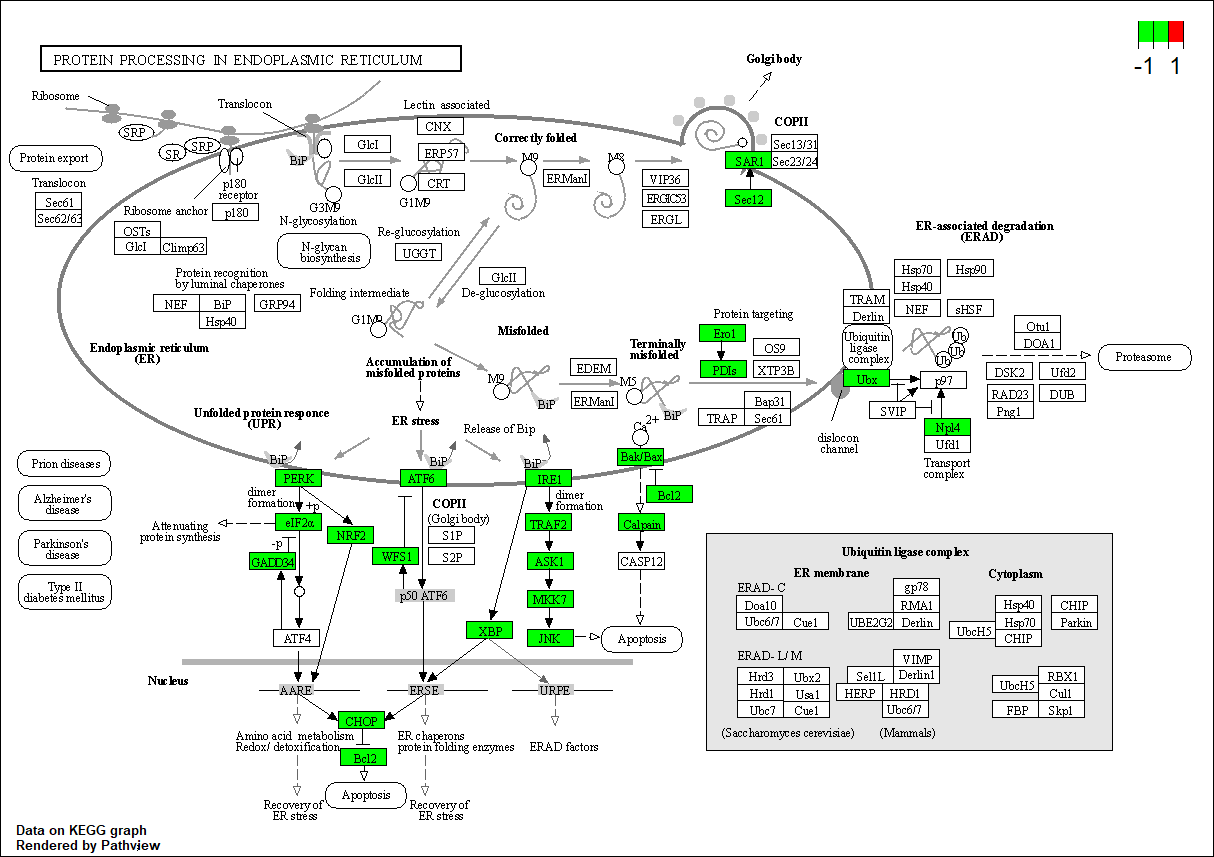 PROTEIN PROCESSING IN ENDOPLASMIC RETICULUM
-1 1
Golgi body
Ribosome
Translocon
Lectin associated
CNX
COPII
SRP
SRP
SR
GlcI
ERP57
Correctly folded
Sec13/31
Sec23/24
SAR1
Protein export
BiP
GlcII
CRT
M9
M8
ERManI
VIP36
ERGIC53
ERGL
Sec12
Translocon
Sec61
Sec62/63
p180
receptor
p180
Ribosome anchor
G3M9
G1M9
N-glycosylation
OSTs
GlcI
Climp63
N-glycan
biosynthesis
Re-glucosylation
UGGT
ER-associated degradation
(ERAD)
Protein recognition
by luminal chaperones
NEF
BiP
GRP94
Hsp40
GlcII
De-glucosylation
Folding intermediate
G1M9
Hsp70
Hsp90
Hsp40
TRAM
Derlin
NEF
sHSF
Ubiquitin
ligase
complex
Ub
Ub
Ub
Otu1
DOA1
Proteasome
Endoplasmic reticulum
(ER)
Misfolded
Accumulation of
misfolded proteins
Terminally
misfolded
Protein targeting
Ero1
OS9
PDIs
XTP3B
M9
EDEM
ERManI
M5
BiP
BiP
Bap31
TRAP
Sec61
Ubx
p97
SVIP
DSK2
Ufd2
RAD23
DUB
Png1
dislocon
channel
Npl4
Ufd1
Transport
complex
Unfolded protein responce
(UPR)
ER stress
Release of Bip
Ca2+
BiP
BiP
BiP
Bak/Bax
PERK
ATF6
IRE1
Bcl2
Prion diseases
Alzheimer's
disease
Parkinson's
disease
Type II
diabetes mellitus
dimer
formation
+p
eIF2α
Attenuating
protein synthesis
-p
GADD34
NRF2
COPII
(Golgi body)
S1P
S2P
WFS1
p50 ATF6
dimer
formation
TRAF2
ASK1
MKK7
JNK
XBP
Calpain
CASP12
Apoptosis
ATF4
Nucleus
AARE
ERSE
URPE
CHOP
Amino acid metabolism
Redox/ detoxification
ER chaperons
protein folding enzymes
ERAD factors
Bcl2
Apoptosis
Recovery of
ER stress
Recovery of
ER stress
Ubiquitin ligase complex
ER membrane
Cytoplasm
ERAD- C
Doa10
Ubc6/7
Cue1
gp78
RMA1
UBE2G2
Derlin
Hsp40
Hsp70
UbcH5
CHIP
CHIP
Parkin
ERAD- L/ M
Hrd3
Ubx2
Hrd1
Usa1
Ubc7
Cue1
VIMP
Sel1L
Derlin1
HERP
HRD1
Ubc6/7
UbcH5
RBX1
Cul1
FBP
Skp1
(Saccharomyces cerevisiae)
(Mammals)
Data on KEGG graph
Rendered by Pathview